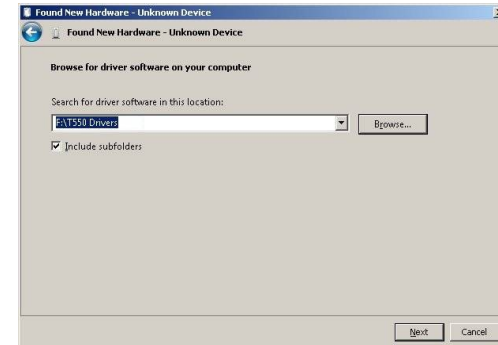 Found New Hardware - Unknown Device
Found New Hardware - Unknown Device
Browse for driver software on your computer
Search for driver software in this location:
F:\T550 Drivers
Browse...
Include subfolders
Next
Cancel